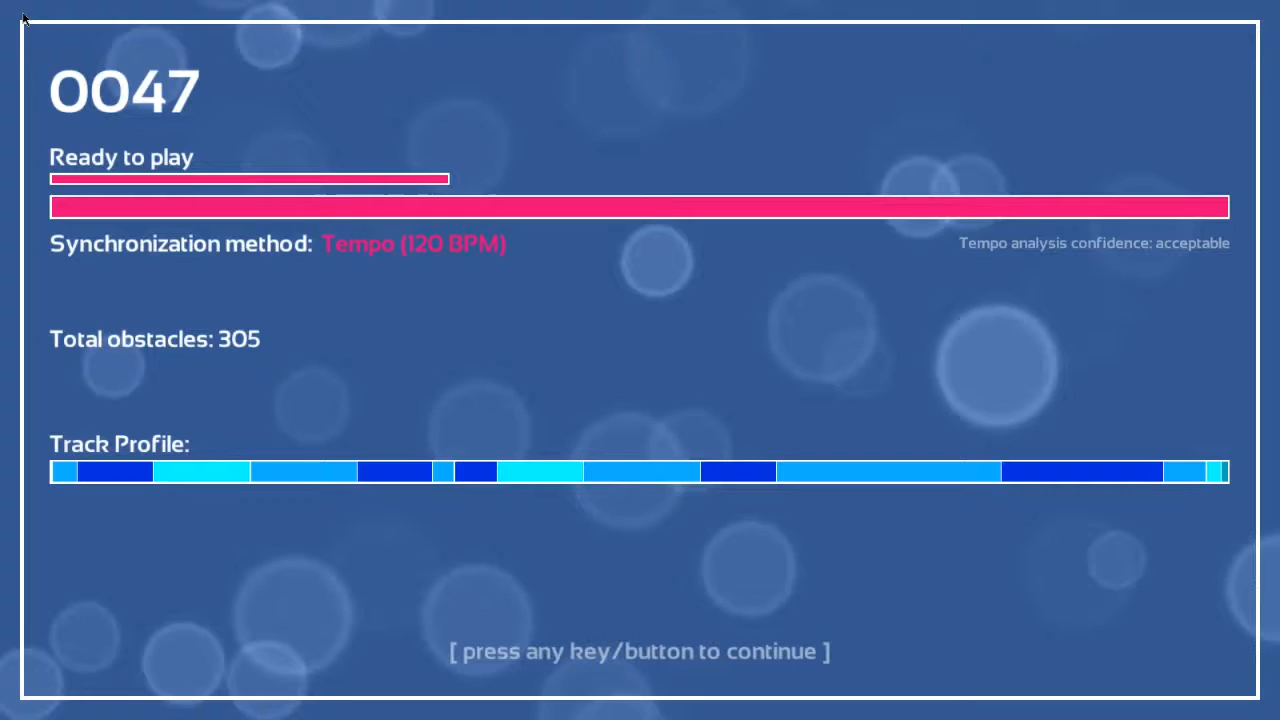 0047
Ready to play
Synchronization method: Tempo (120 BPM)
Tempo analysis confidence: acceptable
Total obstacles: 305
Track Profile:
[ press any key/button to continue ]